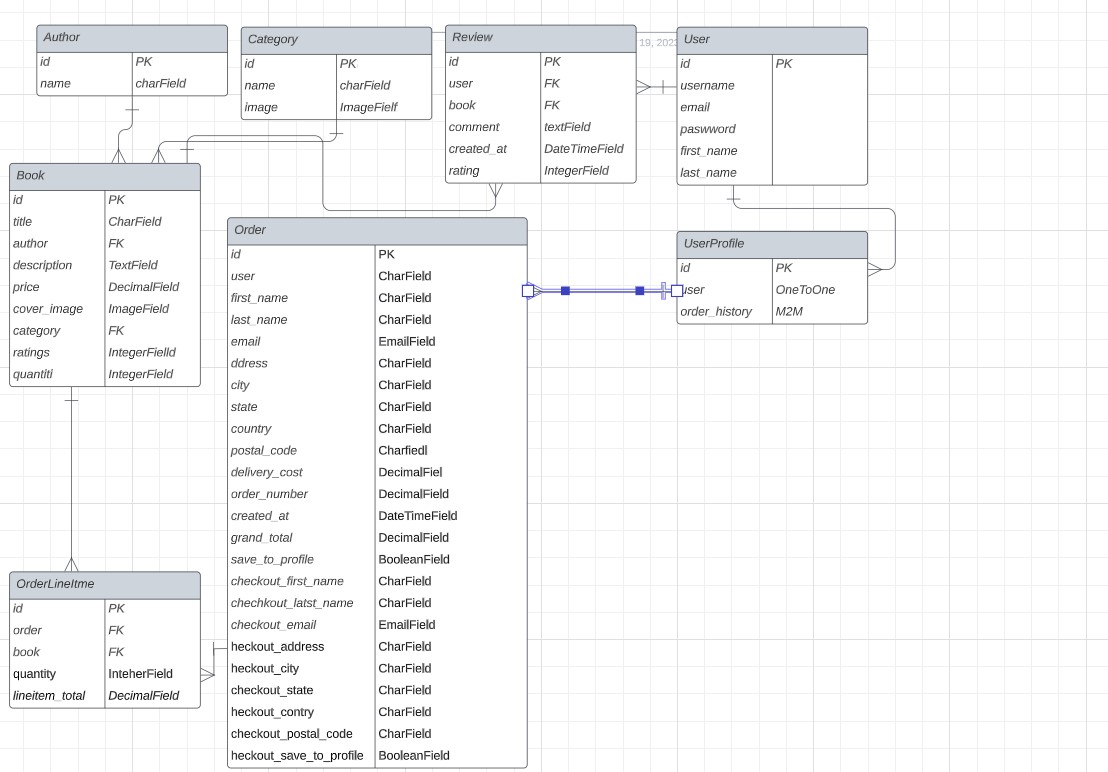 Author
id PK
name charField
Category
id PK
name charField
image ImageFielf
Review
id PK
user FK
book FK
comment textField
created_at DateTimeField
rating IntegerField
19, 202
User
id PK
username
email
paswword
first_name
last_name
Book
id PK
title CharField
author FK
description TextField
price DecimalField
cover_image ImageField
category FK
ratings IntegerFielld
quantiti IntegerField
Order
id PK
user CharField
first_name CharField
last_name CharField
email EmailField
ddress CharField
city CharField
state CharField
country CharField
postal_code Charfiedl
delivery_cost DecimalFiel
order_number DecimalField
created_at DateTimeField
grand_total DecimalField
save_to_profile BooleanField
checkout_first_name CharField
chechkout_latst_name CharField
checkout_email EmailField
heckout_address CharField
heckout_city CharField
checkout_state CharField
heckout_contry CharField
checkout_postal_code CharField
heckout_save_to_profile BooleanField
UserProfile
id PK
user OneToOne
order_history M2M
OrderLineItme
id PK
order FK
book FK
quantity InteherField
lineitem_total DecimalField